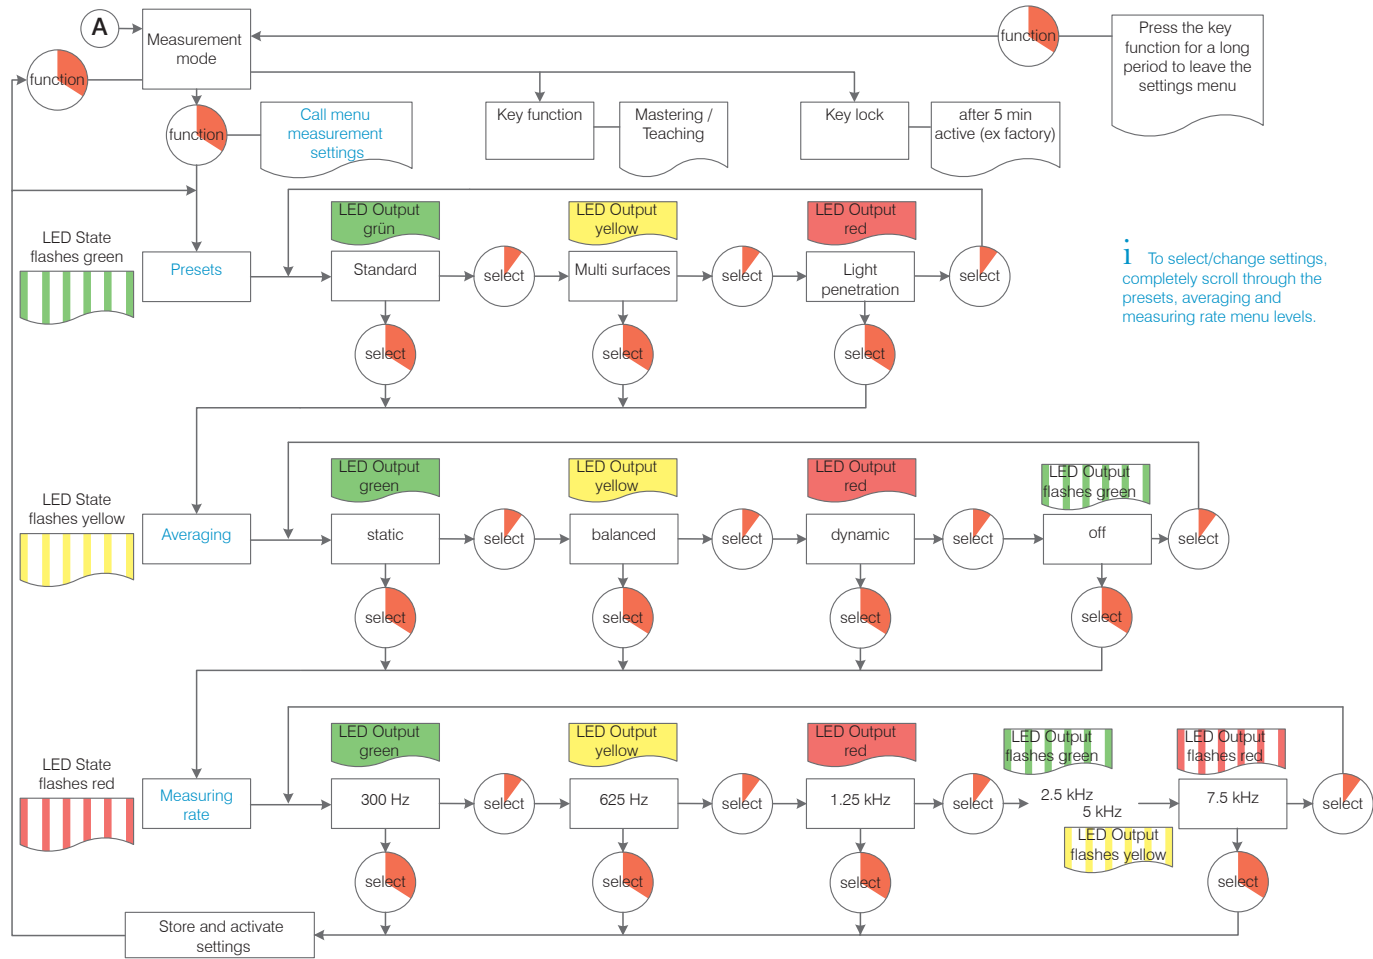 A
Measurement
mode
function
Press the key
function for a long
period to leave the
settings menu
function
function
Call menu
measurement
settings
Key function
Mastering /
Teaching
Key lock
after 5 min
active (ex factory)
LED State
flashes green
Presets
LED Output
grün
Standard
select
LED Output
yellow
Multi surfaces
select
LED Output
red
Light
penetration
select
i To select/change settings,
completely scroll through the
presets, averaging and
measuring rate menu levels.
select
select
select
LED State
flashes yellow
Averaging
LED Output
green
static
select
LED Output
yellow
balanced
select
LED Output
red
dynamic
select
LED Output
flashes green
off
select
select
select
select
select
LED State
flashes red
Measuring
rate
LED Output
green
300 Hz
select
LED Output
yellow
625 Hz
select
LED Output
red
1.25 kHz
select
LED Output
flashes green
2.5 kHz
5 kHz
LED Output
flashes yellow
LED Output
flashes red
7.5 kHz
select
select
select
select
select
Store and activate
settings